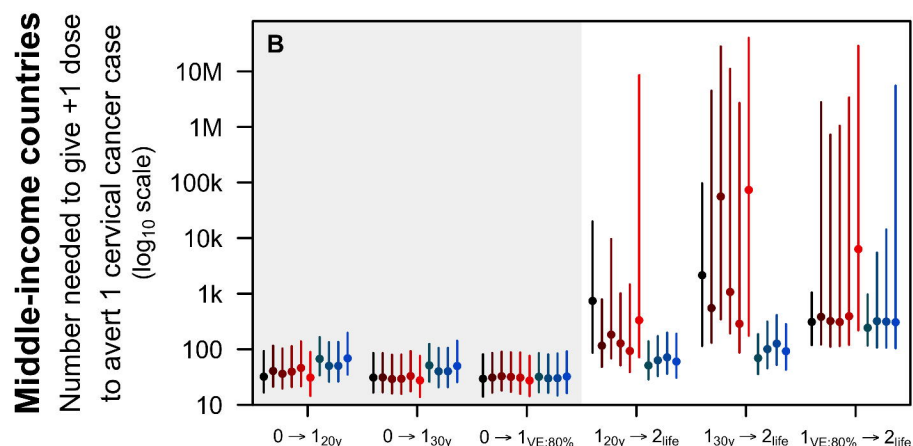 Middle-income countries
Number needed to give +1 dose
to avert 1 cervical cancer case
(log10 scale)
B
10M
1M
100k
10k
1k
100
10
0 → 120y
0 → 130y
0 → 1VE:80%
120y → 2life
130y → 2life
1VE:80% → 2life